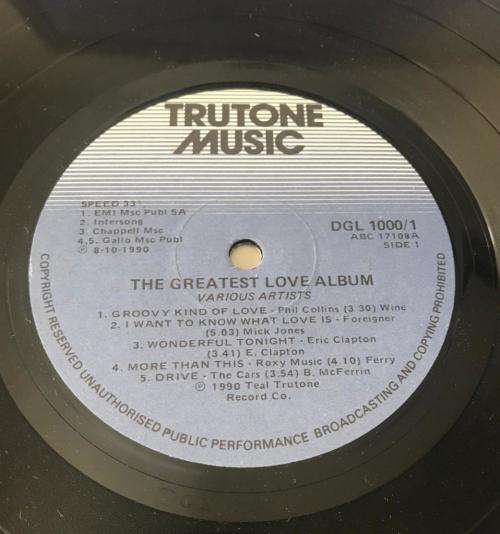 TRUTONE
MUSIC
SPEED 33⅓
1. EMI Msc Publ SA
2. Intersong
3. Chappell Msc
4,5. Gallo Msc Publ
℗ 8-10-1990
DGL 1000/1
ABC 17108A
SIDE 1
THE GREATEST LOVE ALBUM
VARIOUS ARTISTS
1. GROOVY KIND OF LOVE - Phil Collins (3 30) Wine
2. I WANT TO KNOW WHAT LOVE IS - Foreigner
(5.03) Mick Jones
3. WONDERFUL TONIGHT - Eric Clapton
(3.41) E. Clapton
4. MORE THAN THIS - Roxy Music (4 10) Ferry
5. DRIVE - The Cars (3.54) B. McFerrin
℗ 1990 Teal Trutone
Record Co.
COPYRIGHT RESERVED UNAUTHORISED PUBLIC PERFORMANCE BROADCASTING AND COPYING PROHIBITED